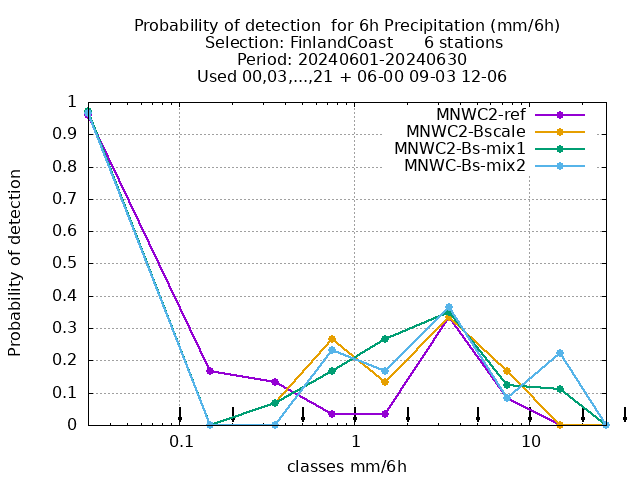 Probability of detection  for 6h Precipitation (mm/6h)
Selection: FinlandCoast      6 stations
Period: 20240601-20240630
Used 00,03,...,21 + 06-00 09-03 12-06
MNWC2-ref
MNWC2-Bscale
MNWC2-Bs-mix1
MNWC-Bs-mix2
Probability of detection
1
0.9
0.8
0.7
0.6
0.5
0.4
0.3
0.2
0.1
0
0.1 1 10
classes mm/6h